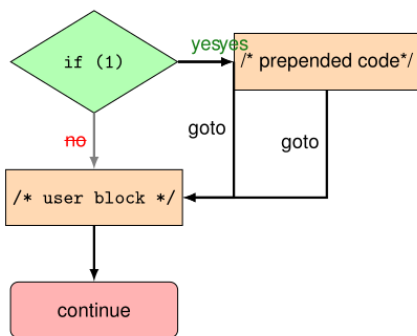 yesyes
if (1)
/* prepended code*/
no
goto
goto
/* user block */
continue